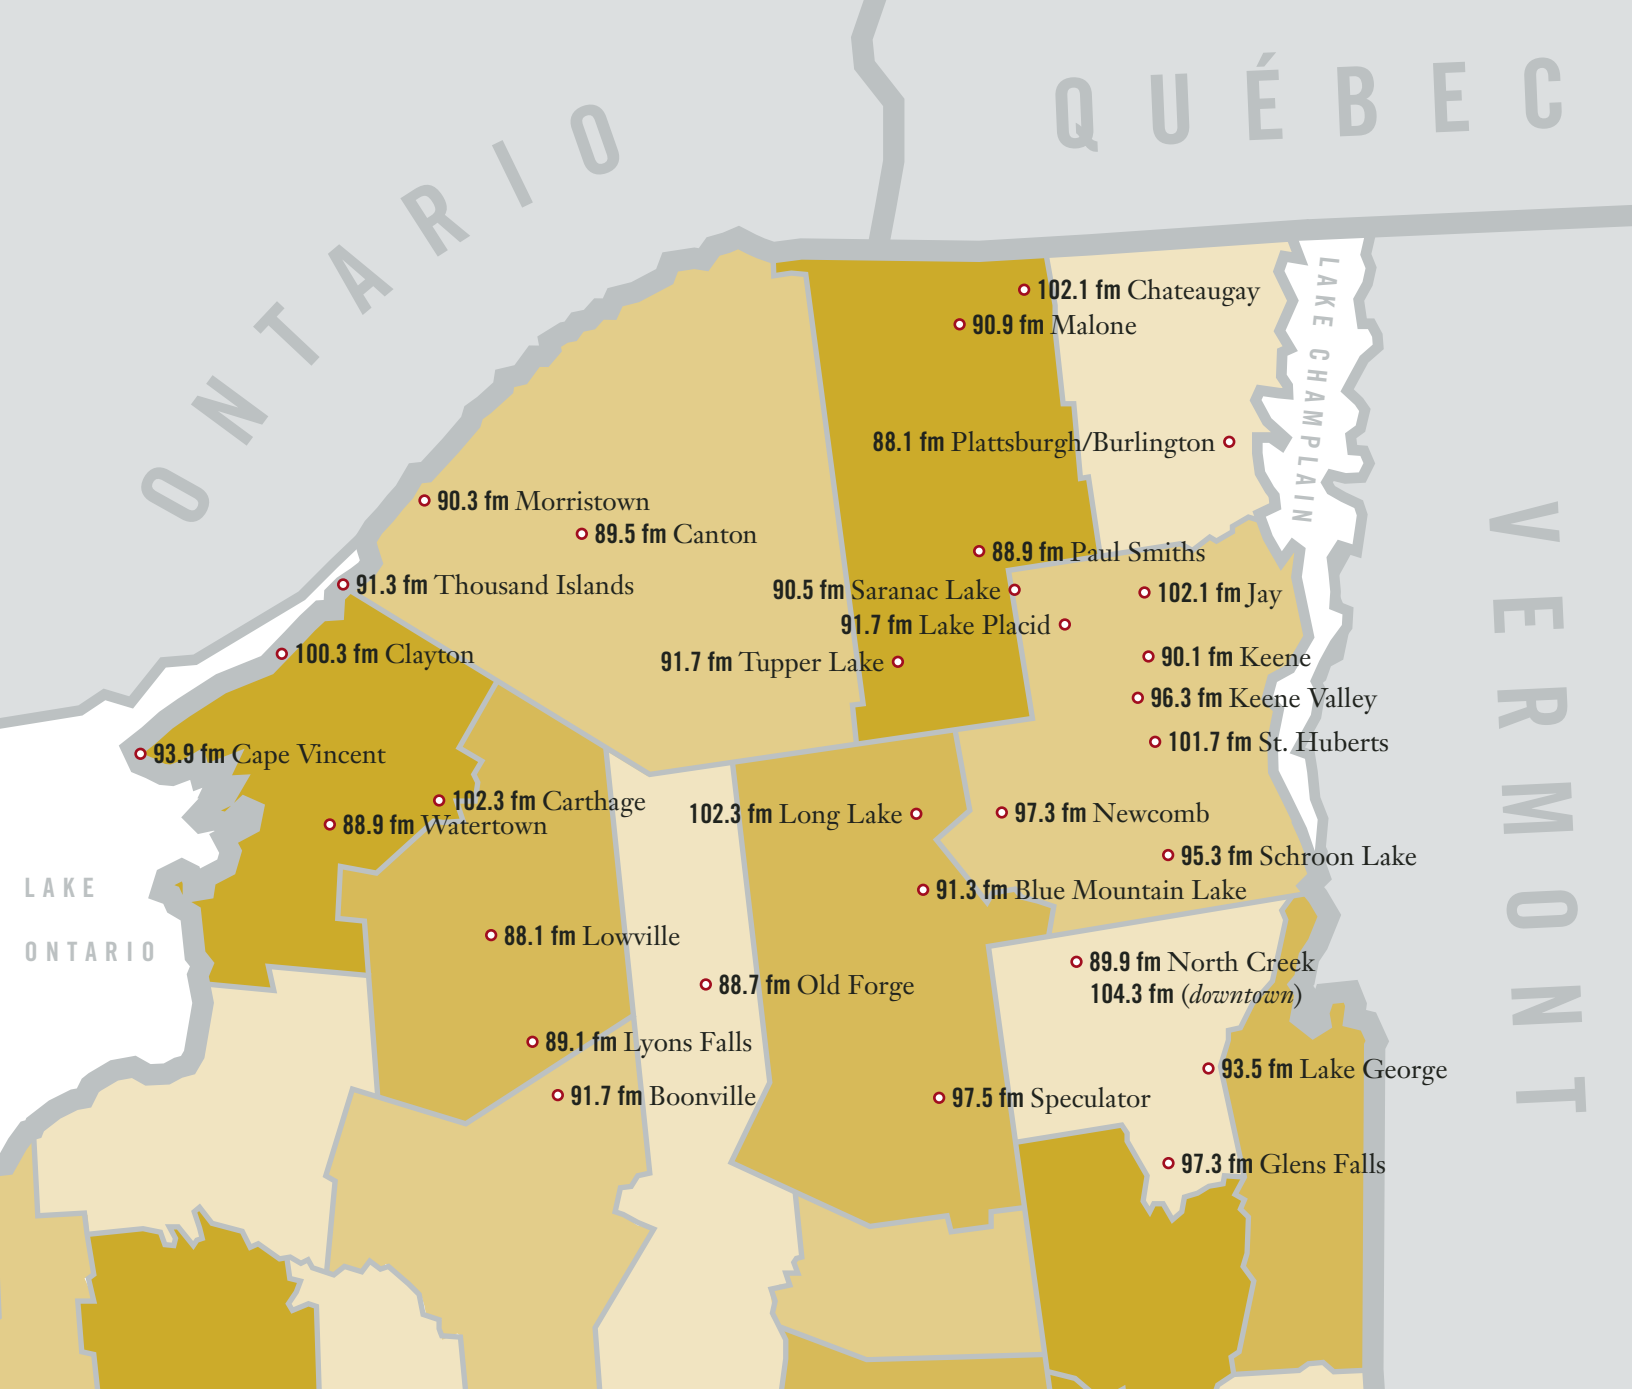 ONTARIO
QUÉBEC
LAKE CHAMPLAIN
VERMONT
102.1 fm Chateaugay
90.9 fm Malone
88.1 fm Plattsburgh/Burlington
90.3 fm Morristown
89.5 fm Canton
88.9 fm Paul Smiths
91.3 fm Thousand Islands
90.5 fm Saranac Lake
102.1 fm Jay
91.7 fm Lake Placid
100.3 fm Clayton
91.7 fm Tupper Lake
90.1 fm Keene
96.3 fm Keene Valley
101.7 fm St. Huberts
93.9 fm Cape Vincent
102.3 fm Carthage
88.9 fm Watertown
102.3 fm Long Lake
97.3 fm Newcomb
95.3 fm Schroon Lake
LAKE
ONTARIO
91.3 fm Blue Mountain Lake
88.1 fm Lowville
89.9 fm North Creek
104.3 fm (downtown)
88.7 fm Old Forge
89.1 fm Lyons Falls
93.5 fm Lake George
91.7 fm Boonville
97.5 fm Speculator
97.3 fm Glens Falls